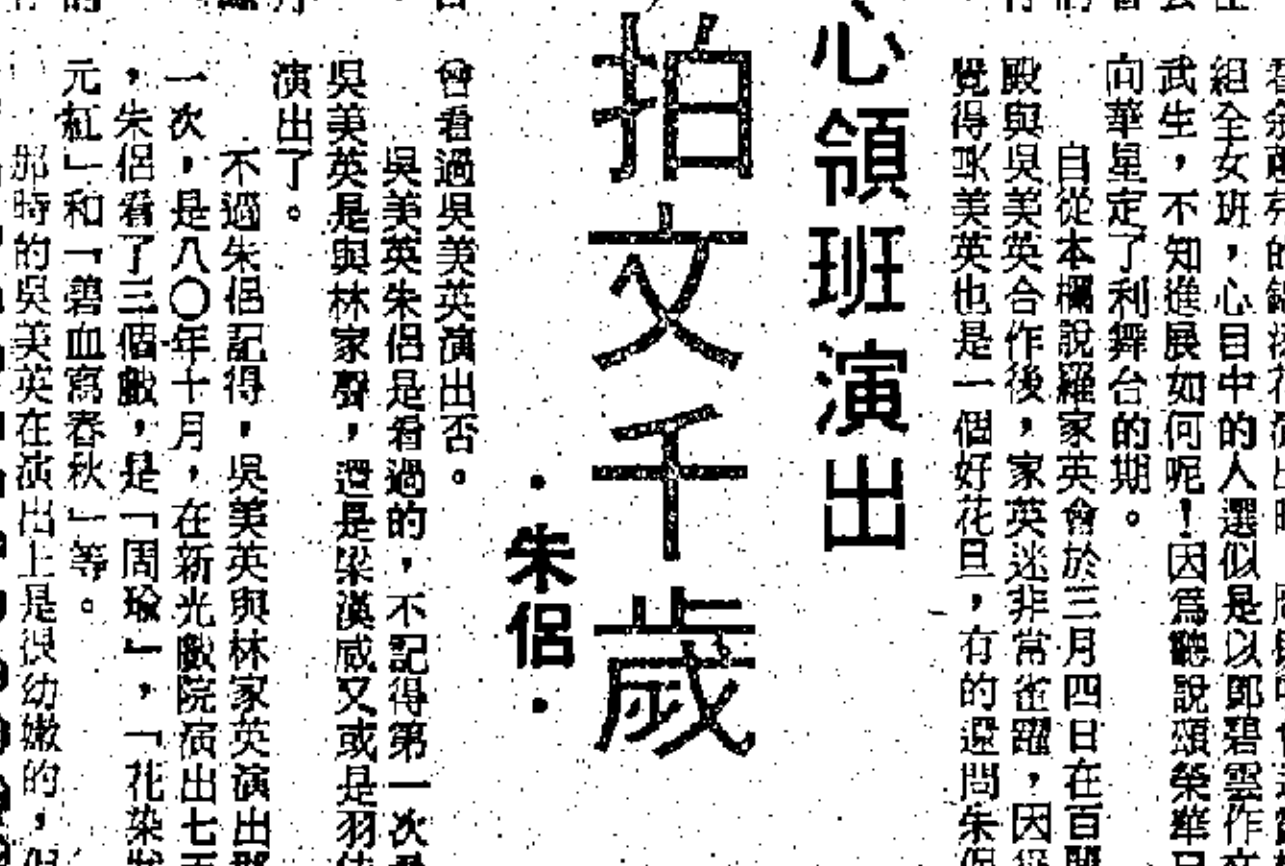 組全女班，心目中的人選似是以鄧碧雲作文
武生，不知進展如何呢！因爲聽說頌榮華
向華星定了利舞台的期。
自從本欄說羅家英會於三月四日在百
殿與吳美英合作後，家英迷非常雀躍，因
覺得吳美英也是一個好花旦，有的還問朱侶
心領班演出
拍文千歲
·朱侶·
曾看過吳美英演出否。
吳美英朱侶是看過的，不記得第一次看
吳美英是與林家聲，還是梁漢威又或是羽佳
演出了。
不過朱侶記得，吳美英與林家英演出那
一次，是八〇年十月，在新光戲院演出七天
，朱侶看了三個戲，是「周瑜」，「花染狀
元紅」和「碧血寫春秋」等。
那時的吳美英在演出上是很幼嫩的，但